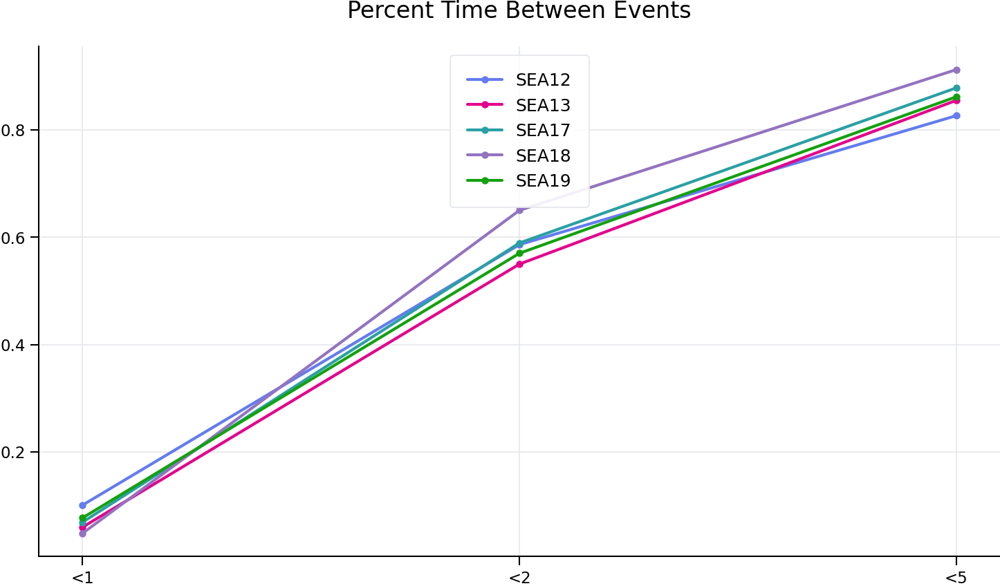 Percent Time Between Events
SEA12
SEA13
SEA17
SEA18
SEA19
0.8
0.6
0.4
0.2
<1
<2
<5